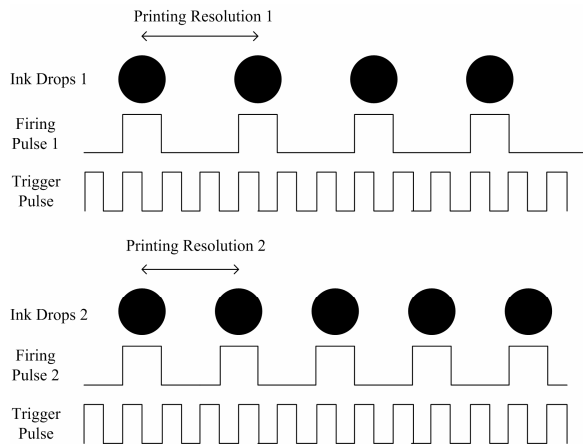 Printing Resolution 1
Ink Drops 1
Firing
Pulse 1
Trigger
Pulse
Printing Resolution 2
Ink Drops 2
Firing
Pulse 2
Trigger
Pulse